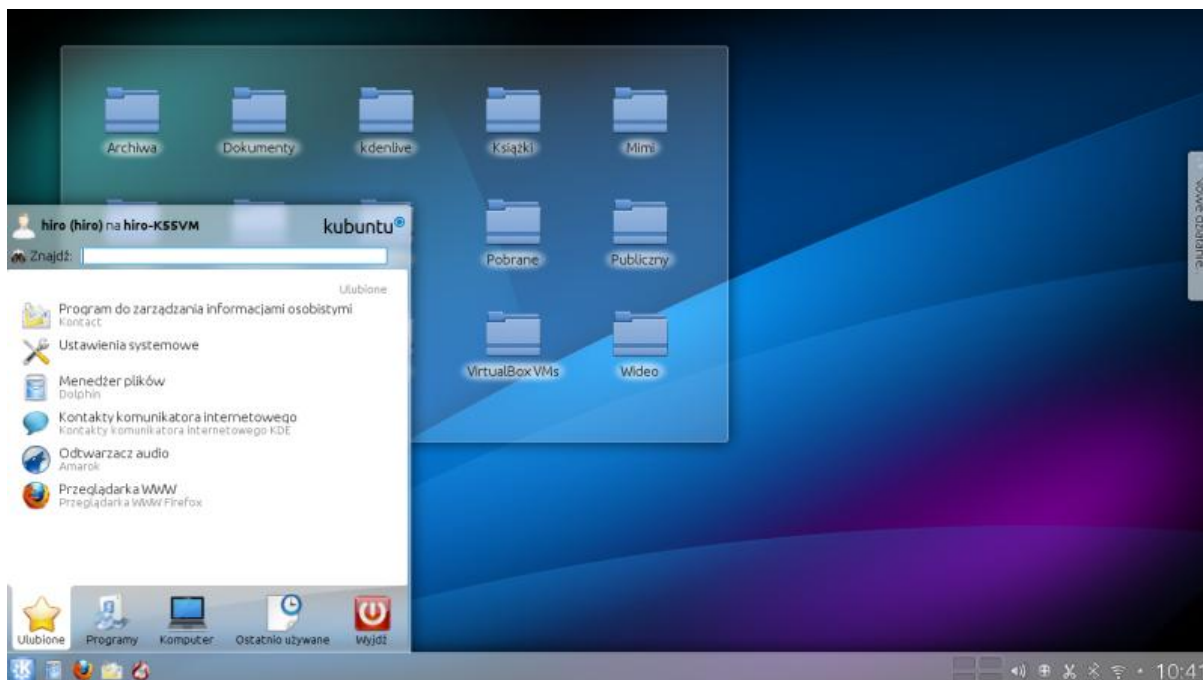 Archiwa
Dokumenty
kdenlive
Książki
Mimi
hiro (hiro) na hiro-K55VM
kubuntu
Znajdź:
Pobrane
Publiczny
VirtualBox VMs
Wideo
Ulubione
Program do zarządzania informacjami osobistymi
Kontact
Ustawienia systemowe
Menedżer plików
Dolphin
Kontakty komunikatora internetowego
Kontakty komunikatora internetowego KDE
Odtwarzacz audio
Amarok
Przeglądarka WWW
Przeglądarka WWW Firefox
Ulubione
Programy
Komputer
Ostatnio używane
Wyjdź
10:41